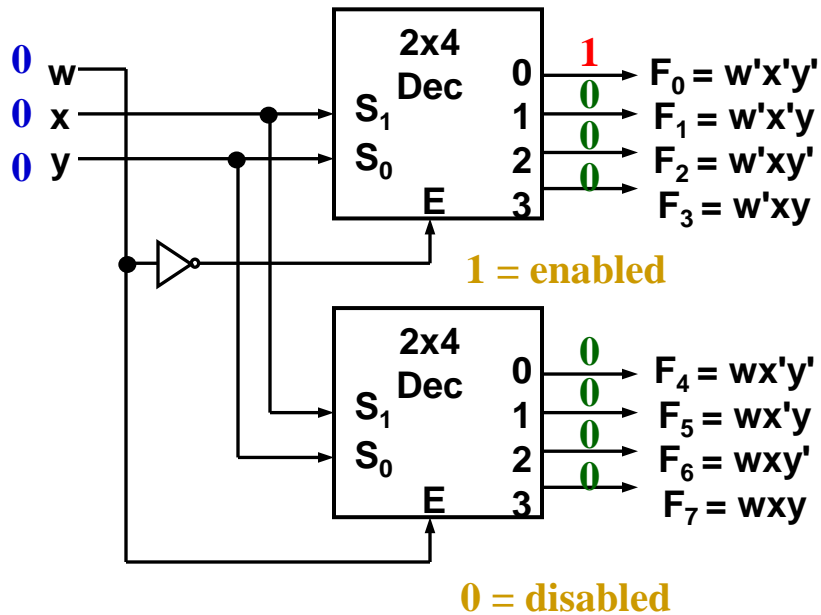 0 w
0 x
0 y
2x4
Dec
S₁
S₀
E
0
1
2
3
1
0
0
0
F₀ = w'x'y'
F₁ = w'x'y
F₂ = w'xy'
F₃ = w'xy
1 = enabled
2x4
Dec
S₁
S₀
E
0
1
2
3
0
0
0
0
F₄ = wx'y'
F₅ = wx'y
F₆ = wxy'
F₇ = wxy
0 = disabled